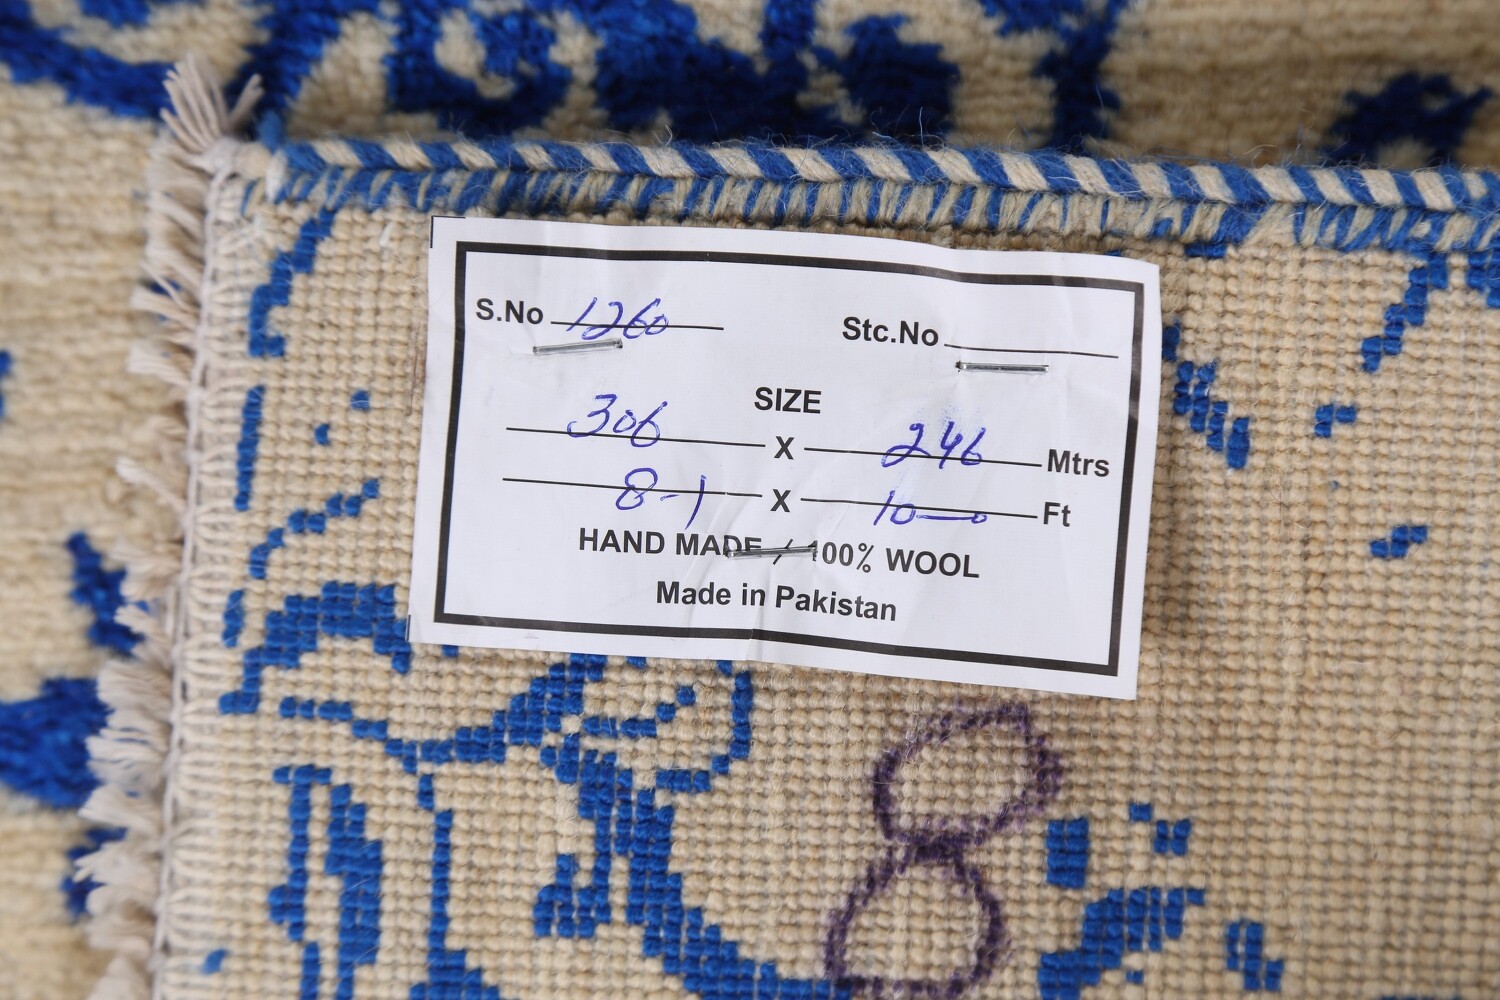 S.No 1260 Stc.No
SIZE
306 X 246 Mtrs
8-1 X 10—0 Ft
HAND MADE / 100% WOOL
Made in Pakistan
8